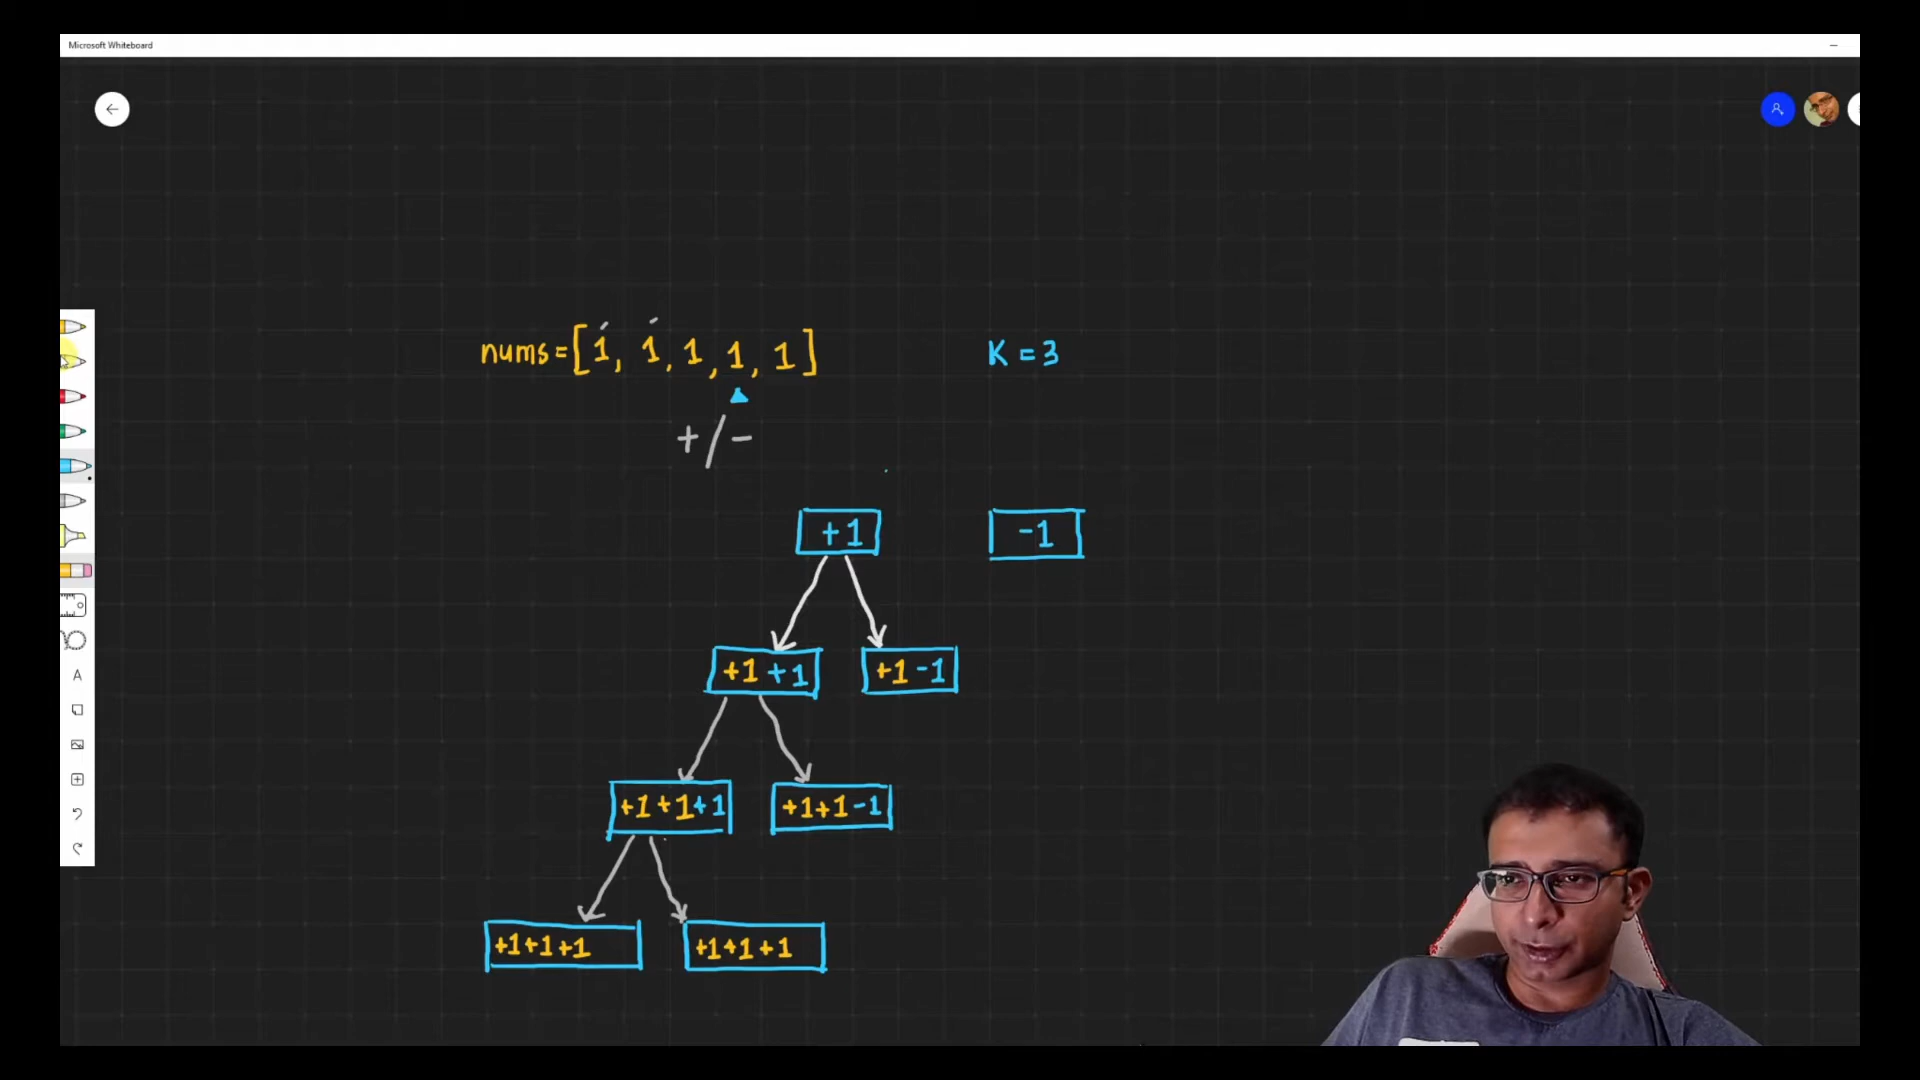 Microsoft Whiteboard
nums = [1, 1, 1, 1, 1]
K = 3
+/-
+1
-1
+1 +1
+1 -1
+1 +1 +1
+1 +1 -1
+1 +1 +1
+1 +1 +1
A